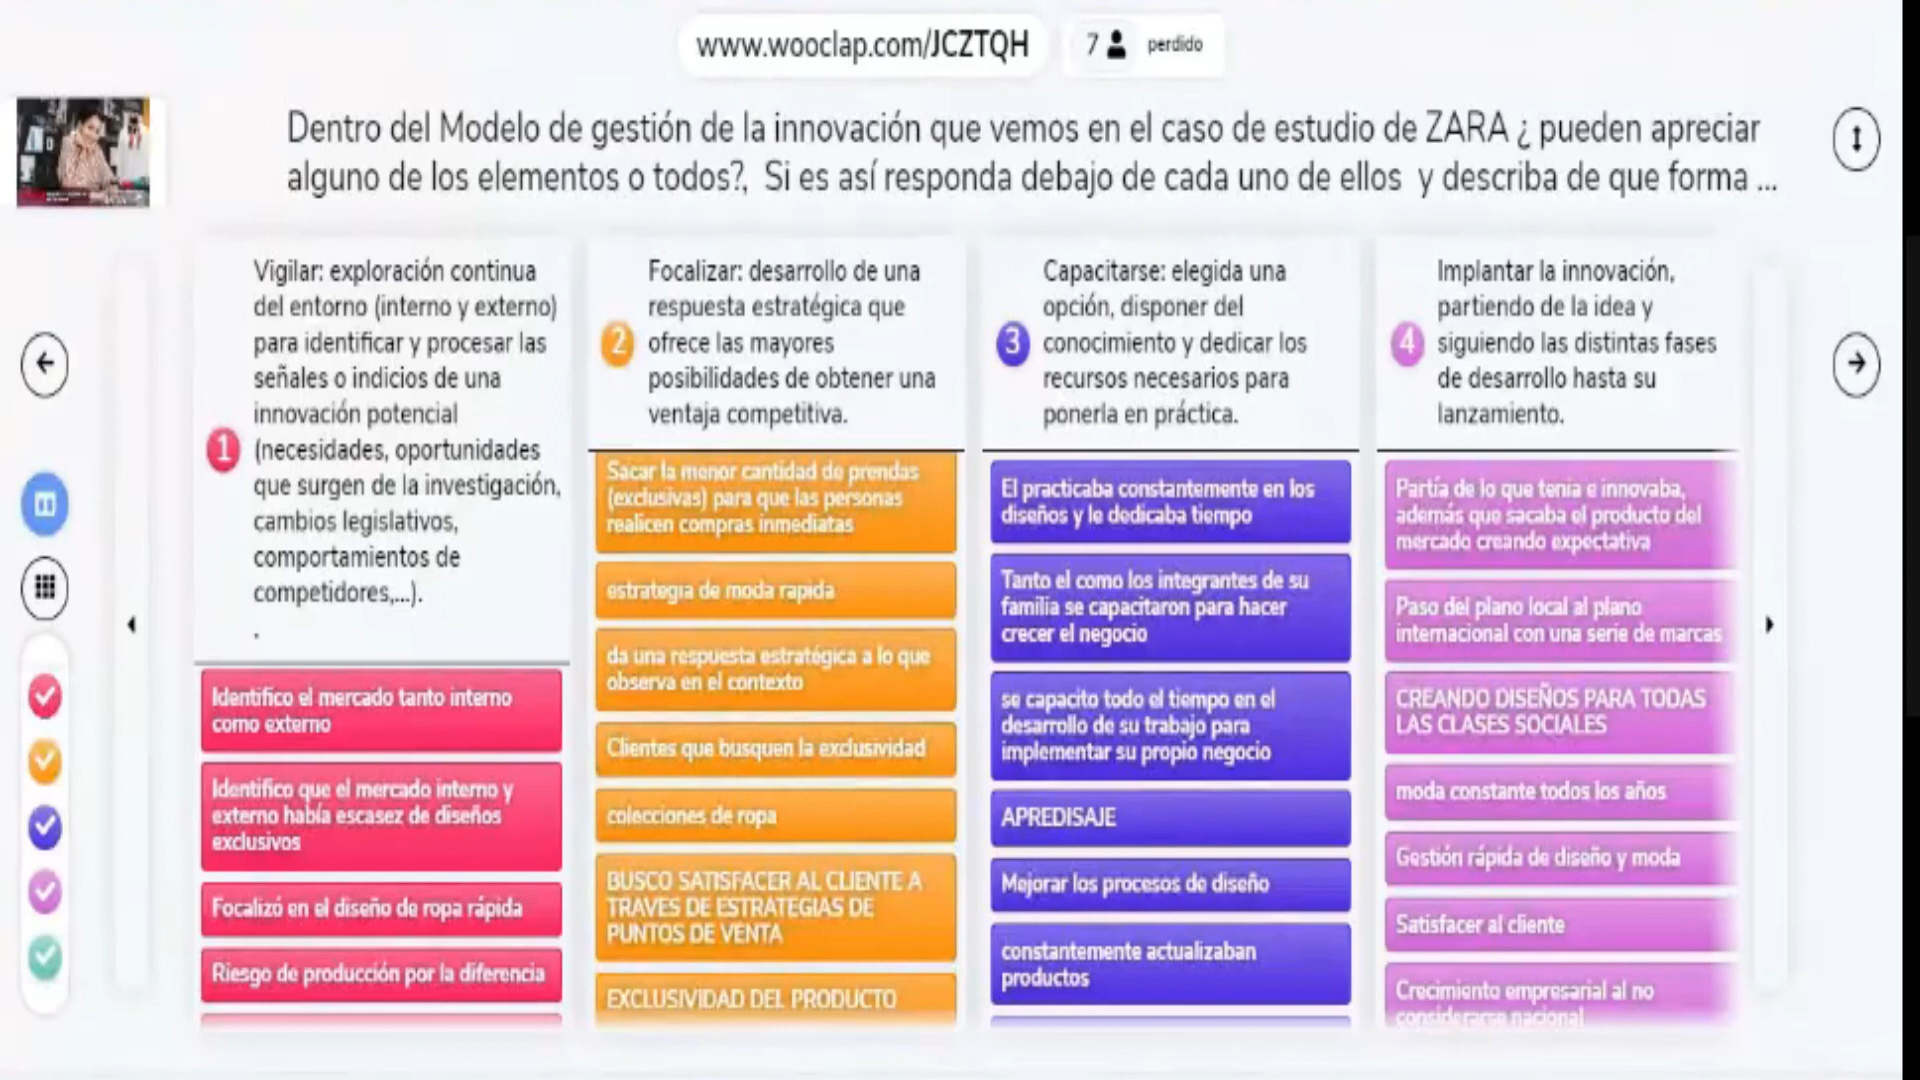 www.wooclap.com/JCZTQH
7 perdido
Dentro del Modelo de gestión de la innovación que vemos en el caso de estudio de ZARA ¿ pueden apreciar
alguno de los elementos o todos?, Si es así responda debajo de cada uno de ellos y describa de que forma ...
1
Vigilar: exploración continua
del entorno (interno y externo)
para identificar y procesar las
señales o indicios de una
innovación potencial
(necesidades, oportunidades
que surgen de la investigación,
cambios legislativos,
comportamientos de
competidores,...).
.
Identifico el mercado tanto interno
como externo
Identifico que el mercado interno y
externo había escasez de diseños
exclusivos
Focalizó en el diseño de ropa rápida
Riesgo de producción por la diferencia
2
Focalizar: desarrollo de una
respuesta estratégica que
ofrece las mayores
posibilidades de obtener una
ventaja competitiva.
Sacar la menor cantidad de prendas
(exclusivas) para que las personas
realicen compras inmediatas
estrategia de moda rapida
da una respuesta estratégica a lo que
observa en el contexto
Clientes que busquen la exclusividad
colecciones de ropa
BUSCO SATISFACER AL CLIENTE A
TRAVES DE ESTRATEGIAS DE
PUNTOS DE VENTA
EXCLUSIVIDAD DEL PRODUCTO
3
Capacitarse: elegida una
opción, disponer del
conocimiento y dedicar los
recursos necesarios para
ponerla en práctica.
El practicaba constantemente en los
diseños y le dedicaba tiempo
Tanto el como los integrantes de su
familia se capacitaron para hacer
crecer el negocio
se capacito todo el tiempo en el
desarrollo de su trabajo para
implementar su propio negocio
APREDISAJE
Mejorar los procesos de diseño
constantemente actualizaban
productos
4
Implantar la innovación,
partiendo de la idea y
siguiendo las distintas fases
de desarrollo hasta su
lanzamiento.
Partía de lo que tenia e innovaba,
además que sacaba el producto del
mercado creando expectativa
Paso del plano local al plano
internacional con una serie de marcas
CREANDO DISEÑOS PARA TODAS
LAS CLASES SOCIALES
moda constante todos los años
Gestión rápida de diseño y moda
Satisfacer al cliente
Crecimiento empresarial al no
considerarse nacional